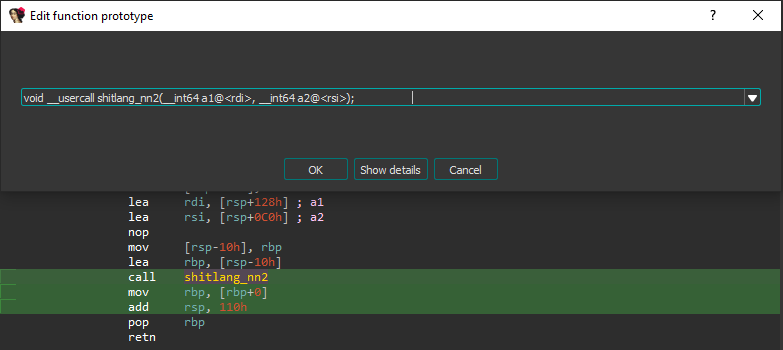 Edit function prototype
void __usercall shitlang_nn2(__int64 a1@<rdi>, __int64 a2@<rsi>);
OK Show details Cancel
lea rdi, [rsp+128h] ; a1
lea rsi, [rsp+0C0h] ; a2
nop
mov [rsp-10h], rbp
lea rbp, [rsp-10h]
call shitlang_nn2
mov rbp, [rbp+0]
add rsp, 110h
pop rbp
retn